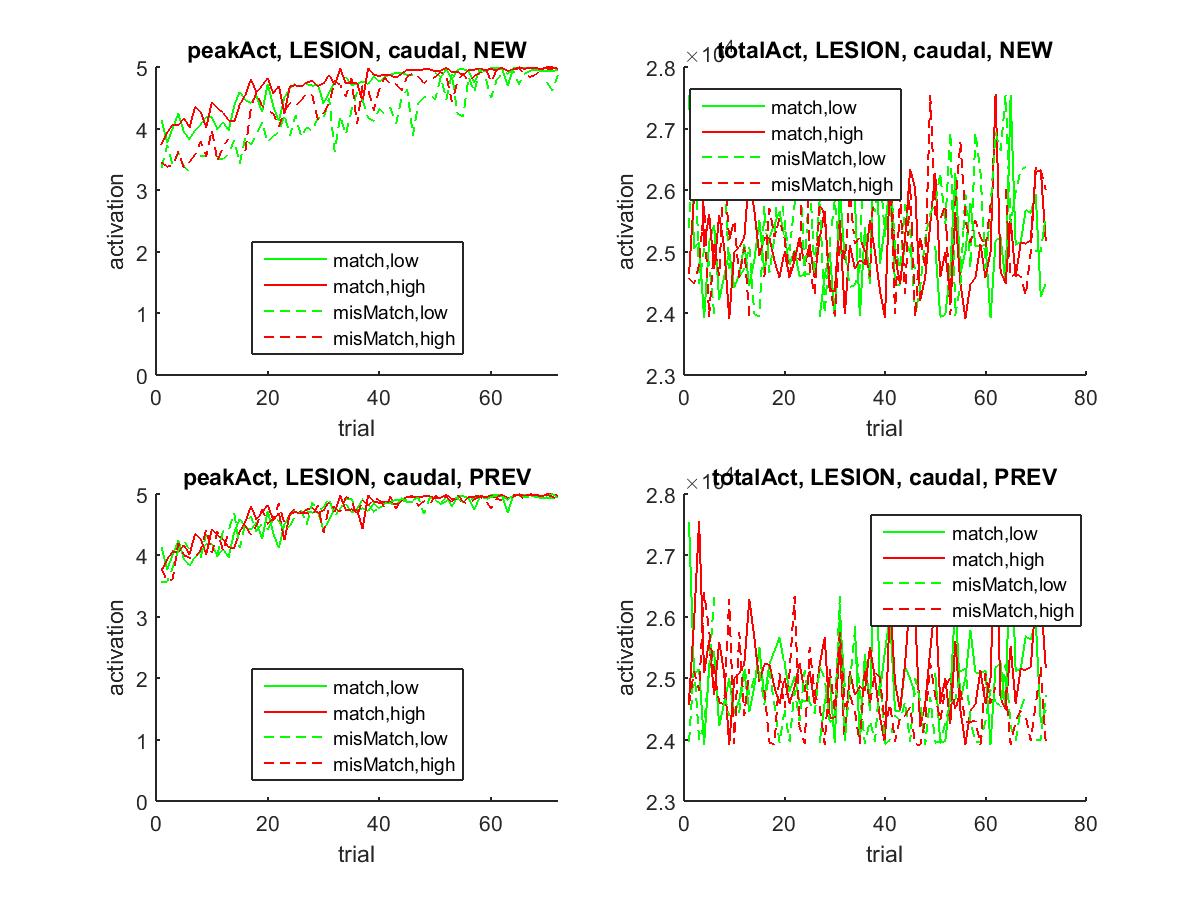 peakAct, LESION, caudal, NEW
5
4
3
2
1
0
activation
match,low
match,high
misMatch,low
misMatch,high
0 20 40 60
trial
×10^4
totalAct, LESION, caudal, NEW
2.8
2.7
2.6
2.5
2.4
2.3
activation
match,low
match,high
misMatch,low
misMatch,high
0 20 40 60 80
trial
peakAct, LESION, caudal, PREV
5
4
3
2
1
0
activation
match,low
match,high
misMatch,low
misMatch,high
0 20 40 60
trial
×10^4
totalAct, LESION, caudal, PREV
2.8
2.7
2.6
2.5
2.4
2.3
activation
match,low
match,high
misMatch,low
misMatch,high
0 20 40 60 80
trial